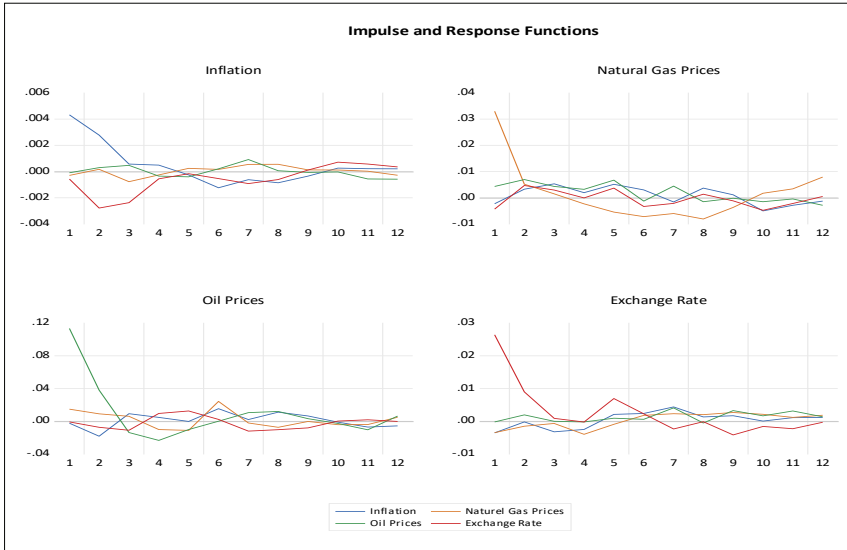 Impulse and Response Functions
Inflation
.006
.004
.002
.000
-.002
-.004
1 2 3 4 5 6 7 8 9 10 11 12
Natural Gas Prices
.04
.03
.02
.01
.00
-.01
1 2 3 4 5 6 7 8 9 10 11 12
Oil Prices
.12
.08
.04
.00
-.04
1 2 3 4 5 6 7 8 9 10 11 12
Exchange Rate
.03
.02
.01
.00
-.01
1 2 3 4 5 6 7 8 9 10 11 12
Inflation Naturel Gas Prices
Oil Prices Exchange Rate